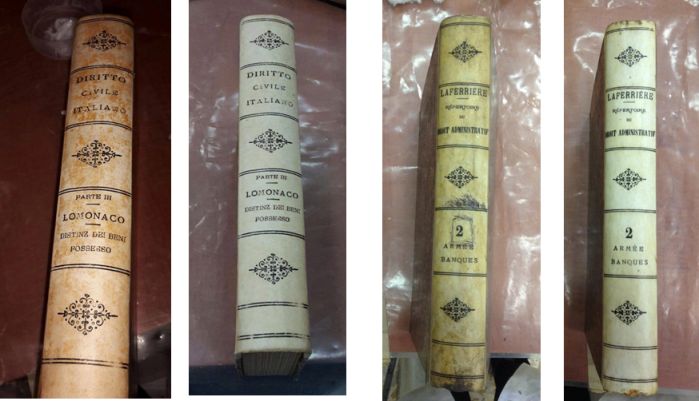 DIRITTO
CIVILE
ITALIANO
PARTE III
LOMONACO
DISTINZ DEI BENI
POSSESSO
DIRITTO
CIVILE
ITALIANO
PARTE III
LOMONACO
DISTINZ DEI BENI
POSSESSO
LAFERRIÈRE
RÉPERTOIRE
DU
DROIT ADMINISTRATIF
2
ARMÉE
BANQUES
LAFERRIÈRE
RÉPERTOIRE
DU
DROIT ADMINISTRATIF
2
ARMÉE
BANQUES